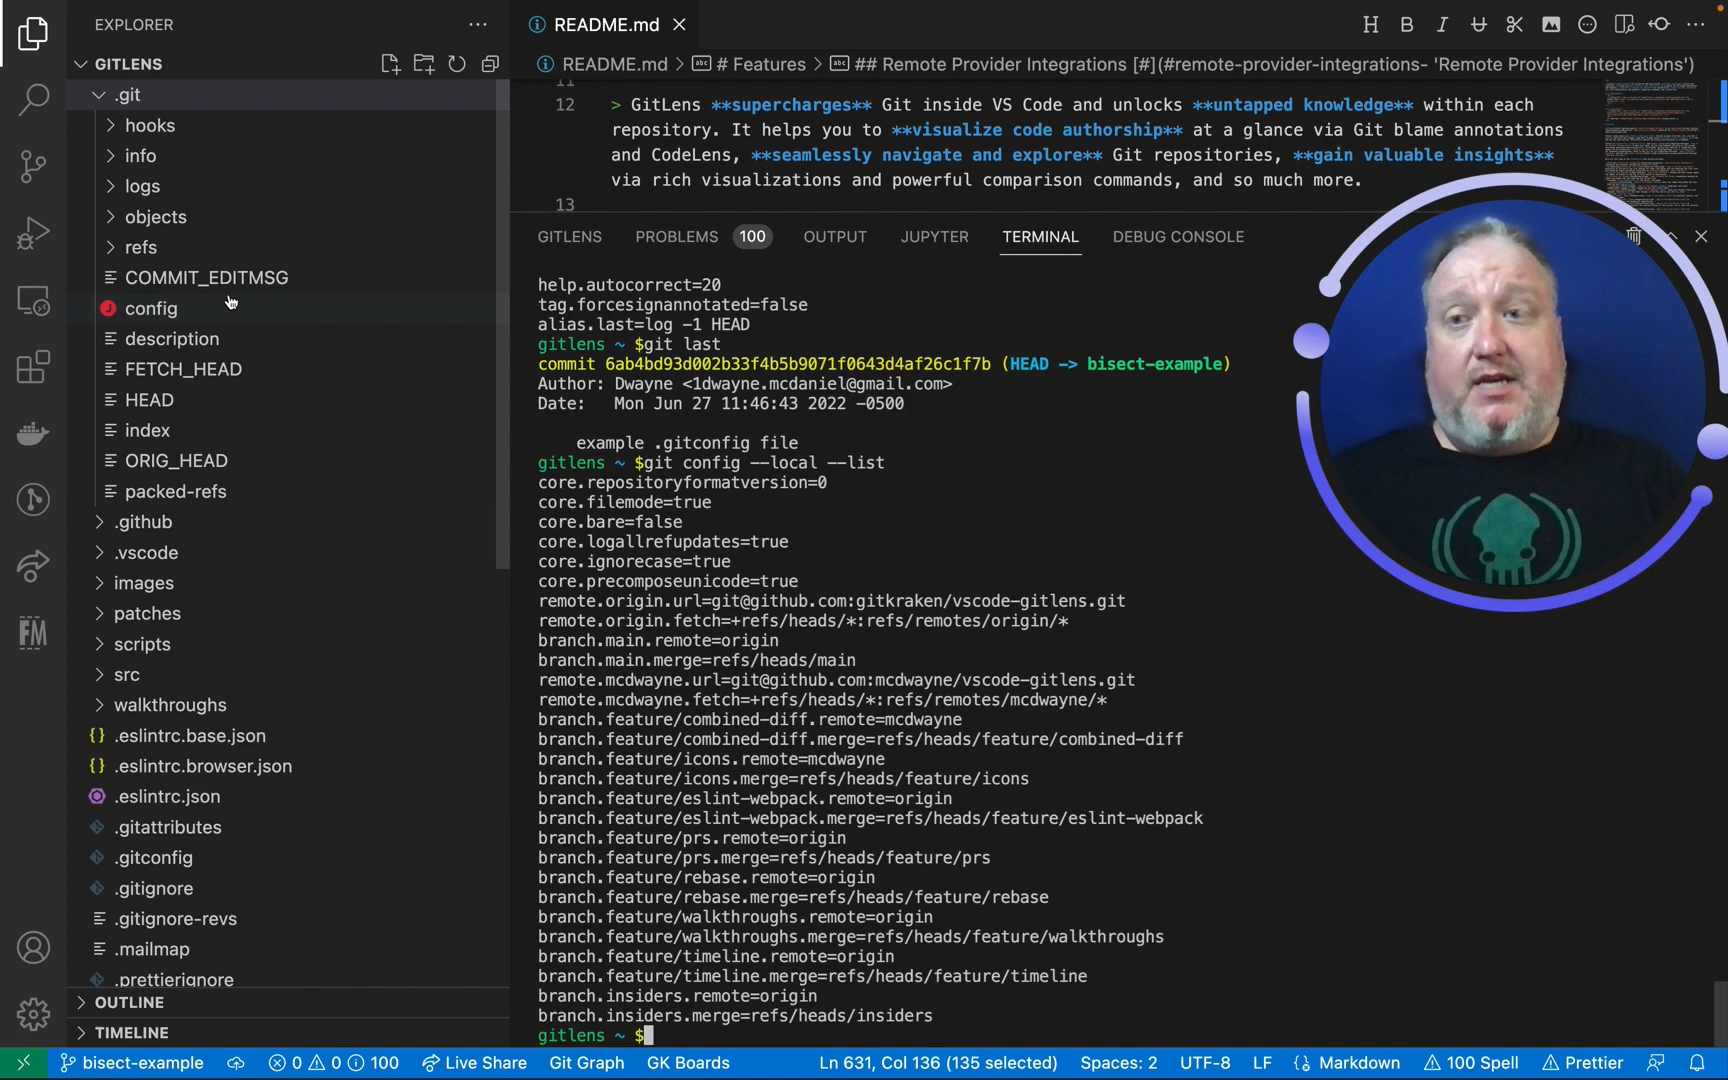 EXPLORER
GITLENS
.git
hooks
info
logs
objects
refs
COMMIT_EDITMSG
config
description
FETCH_HEAD
HEAD
index
ORIG_HEAD
packed-refs
.github
.vscode
images
patches
scripts
src
walkthroughs
.eslintrc.base.json
.eslintrc.browser.json
.eslintrc.json
.gitattributes
.gitconfig
.gitignore
.gitignore-revs
.mailmap
.prettierignore
OUTLINE
TIMELINE
README.md
README.md > # Features > ## Remote Provider Integrations [#](#remote-provider-integrations- 'Remote Provider Integrations')
11
12 > GitLens **supercharges** Git inside VS Code and unlocks **untapped knowledge** within each
repository. It helps you to **visualize code authorship** at a glance via Git blame annotations
and CodeLens, **seamlessly navigate and explore** Git repositories, **gain valuable insights**
via rich visualizations and powerful comparison commands, and so much more.
13
GITLENS PROBLEMS 100 OUTPUT JUPYTER TERMINAL DEBUG CONSOLE
help.autocorrect=20
tag.forcesignannotated=false
alias.last=log -1 HEAD
gitlens ~ $git last
commit 6ab4bd93d002b33f4b5b9071f0643d4af26c1f7b (HEAD -> bisect-example)
Author: Dwayne <1dwayne.mcdaniel@gmail.com>
Date: Mon Jun 27 11:46:43 2022 -0500
example .gitconfig file
gitlens ~ $git config --local --list
core.repositoryformatversion=0
core.filemode=true
core.bare=false
core.logallrefupdates=true
core.ignorecase=true
core.precomposeunicode=true
remote.origin.url=git@github.com:gitkraken/vscode-gitlens.git
remote.origin.fetch=+refs/heads/*:refs/remotes/origin/*
branch.main.remote=origin
branch.main.merge=refs/heads/main
remote.mcdwayne.url=git@github.com:mcdwayne/vscode-gitlens.git
remote.mcdwayne.fetch=+refs/heads/*:refs/remotes/mcdwayne/*
branch.feature/combined-diff.remote=mcdwayne
branch.feature/combined-diff.merge=refs/heads/feature/combined-diff
branch.feature/icons.remote=mcdwayne
branch.feature/icons.merge=refs/heads/feature/icons
branch.feature/eslint-webpack.remote=origin
branch.feature/eslint-webpack.merge=refs/heads/feature/eslint-webpack
branch.feature/prs.remote=origin
branch.feature/prs.merge=refs/heads/feature/prs
branch.feature/rebase.remote=origin
branch.feature/rebase.merge=refs/heads/feature/rebase
branch.feature/walkthroughs.remote=origin
branch.feature/walkthroughs.merge=refs/heads/feature/walkthroughs
branch.feature/timeline.remote=origin
branch.feature/timeline.merge=refs/heads/feature/timeline
branch.insiders.remote=origin
branch.insiders.merge=refs/heads/insiders
gitlens ~ $
bisect-example 0 0 100 Live Share Git Graph GK Boards Ln 631, Col 136 (135 selected) Spaces: 2 UTF-8 LF Markdown 100 Spell Prettier